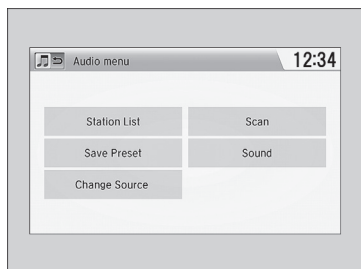 Audio menu 12:34
Station List Scan
Save Preset Sound
Change Source